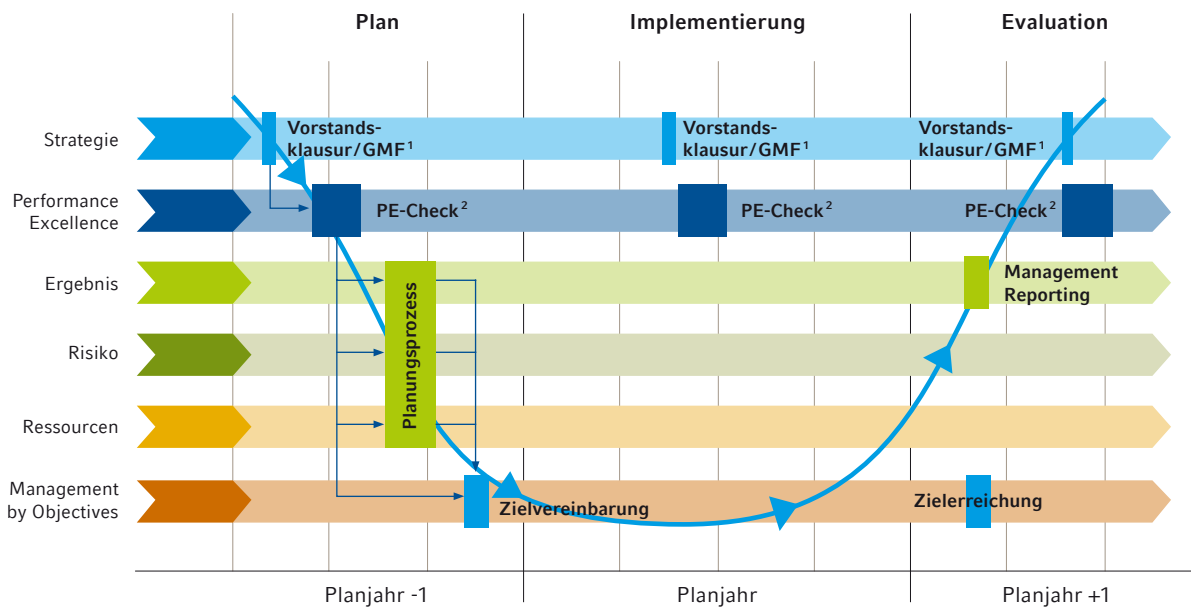 Plan
Implementierung
Evaluation
Strategie
Vorstands-
klausur/GMF¹
Vorstands-
klausur/GMF¹
Vorstands-
klausur/GMF¹
Performance
Excellence
PE-Check²
PE-Check²
PE-Check²
Ergebnis
Management
Reporting
Planungsprozess
Risiko
Ressourcen
Management
by Objectives
Zielvereinbarung
Zielerreichung
Planjahr -1
Planjahr
Planjahr +1